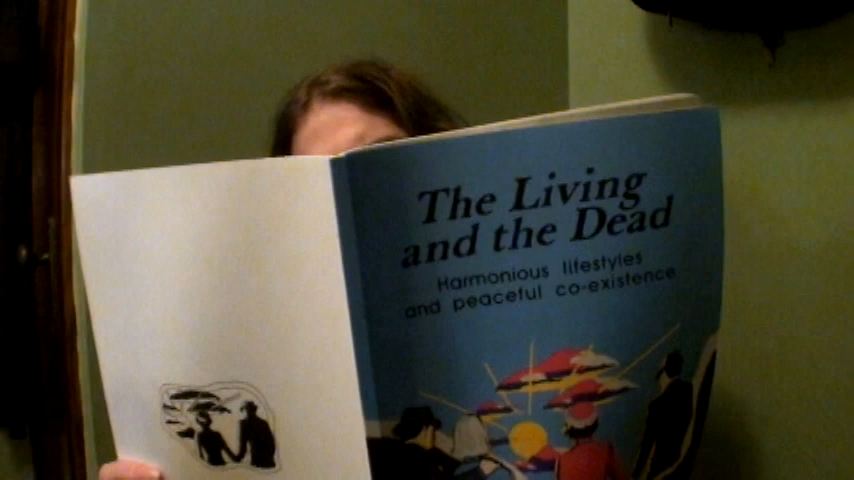 The Living
and the Dead
Harmonious lifestyles
and peaceful co-existence